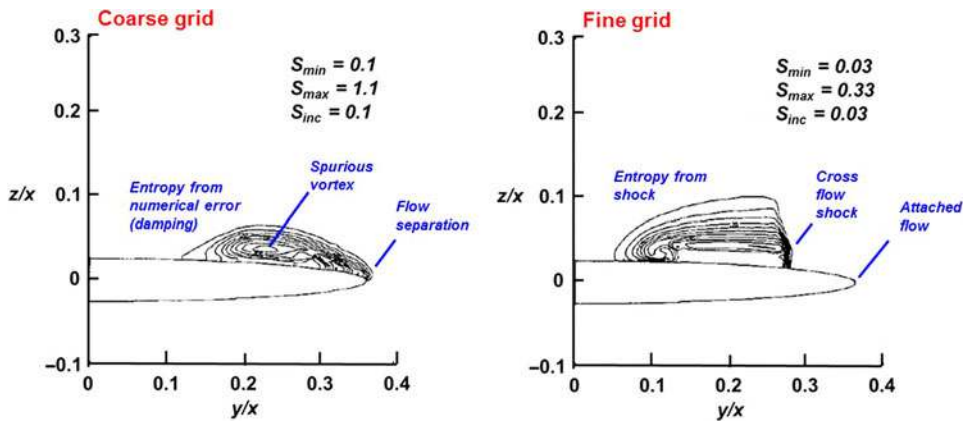 Coarse grid
0.3
0.2
z/x 0.1
0
–0.1
0 0.1 0.2 0.3 0.4
y/x
S_min = 0.1
S_max = 1.1
S_inc = 0.1
Entropy from
numerical error
(damping)
Spurious
vortex
Flow
separation
Fine grid
0.3
0.2
z/x 0.1
0
–0.1
0 0.1 0.2 0.3 0.4
y/x
S_min = 0.03
S_max = 0.33
S_inc = 0.03
Entropy from
shock
Cross
flow
shock
Attached
flow